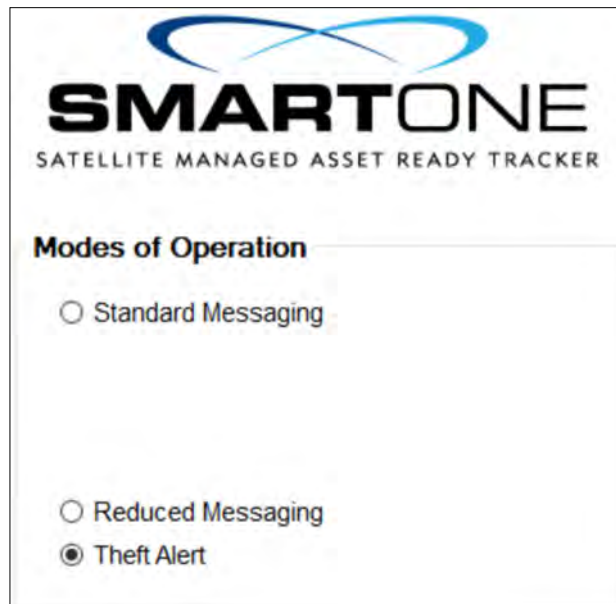 SMARTONE
SATELLITE MANAGED ASSET READY TRACKER
Modes of Operation
Standard Messaging
Reduced Messaging
Theft Alert